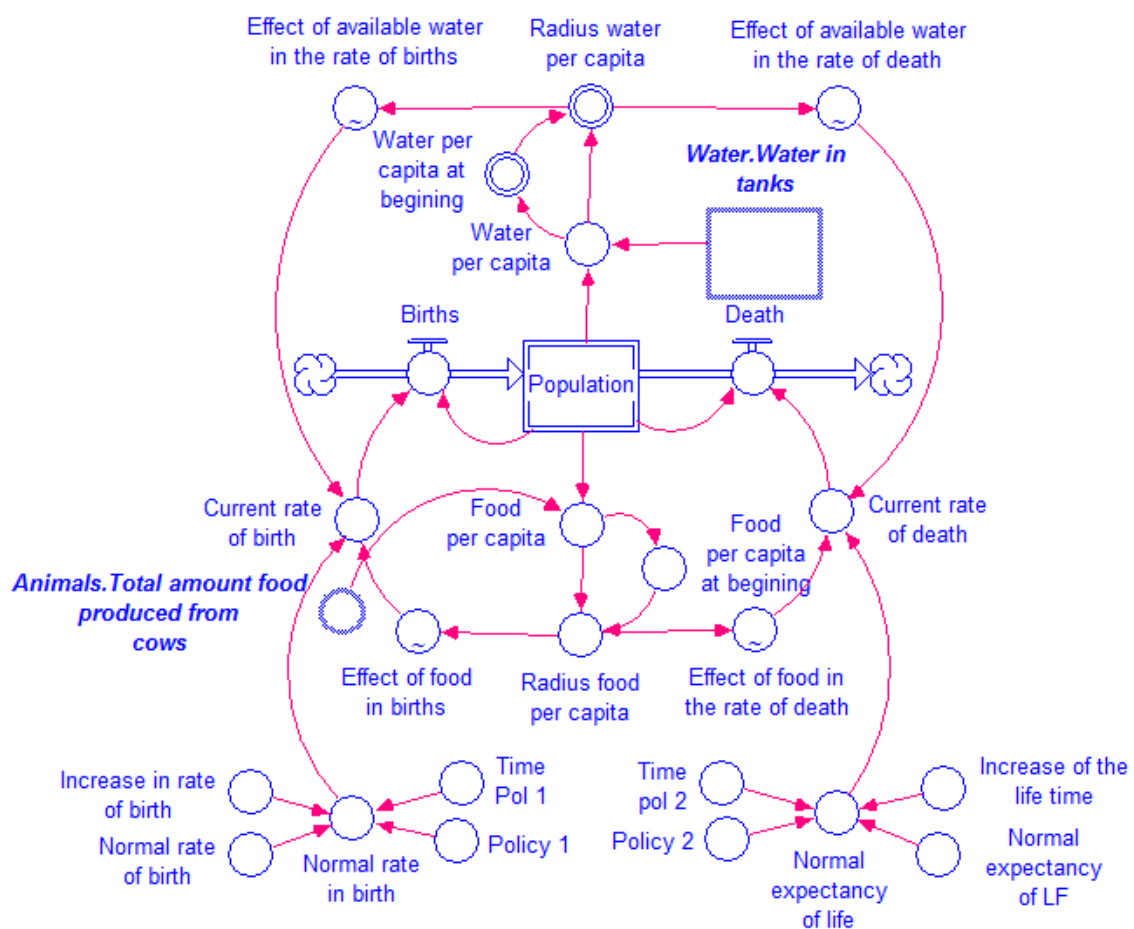 Effect of available water
in the rate of births
Radius water
per capita
Effect of available water
in the rate of death
Water per
capita at
begining
Water.Water in
tanks
Water
per capita
Births
Death
Population
Current rate
of birth
Food
per capita
Food
per capita
at begining
Current rate
of death
Animals.Total amount food
produced from
cows
Effect of food
in births
Radius food
per capita
Effect of food in
the rate of death
Increase in rate
of birth
Time
Pol 1
Time
pol 2
Increase of the
life time
Normal rate
of birth
Normal rate
in birth
Policy 1
Policy 2
Normal
expectancy
of life
Normal
expectancy
of LF